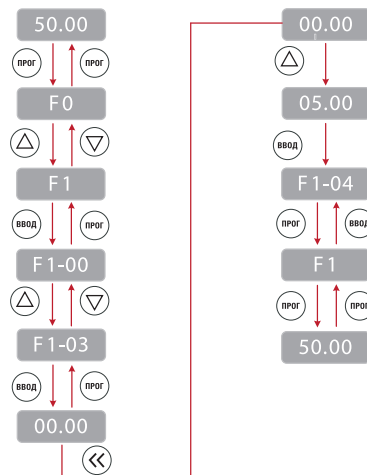 50.00
ПРОГ ПРОГ
F0
F1
ВВОД ПРОГ
F1-00
F1-03
ВВОД ПРОГ
00.00
00.00
05.00
ВВОД
F1-04
ПРОГ ВВОД
F1
ПРОГ ПРОГ
50.00